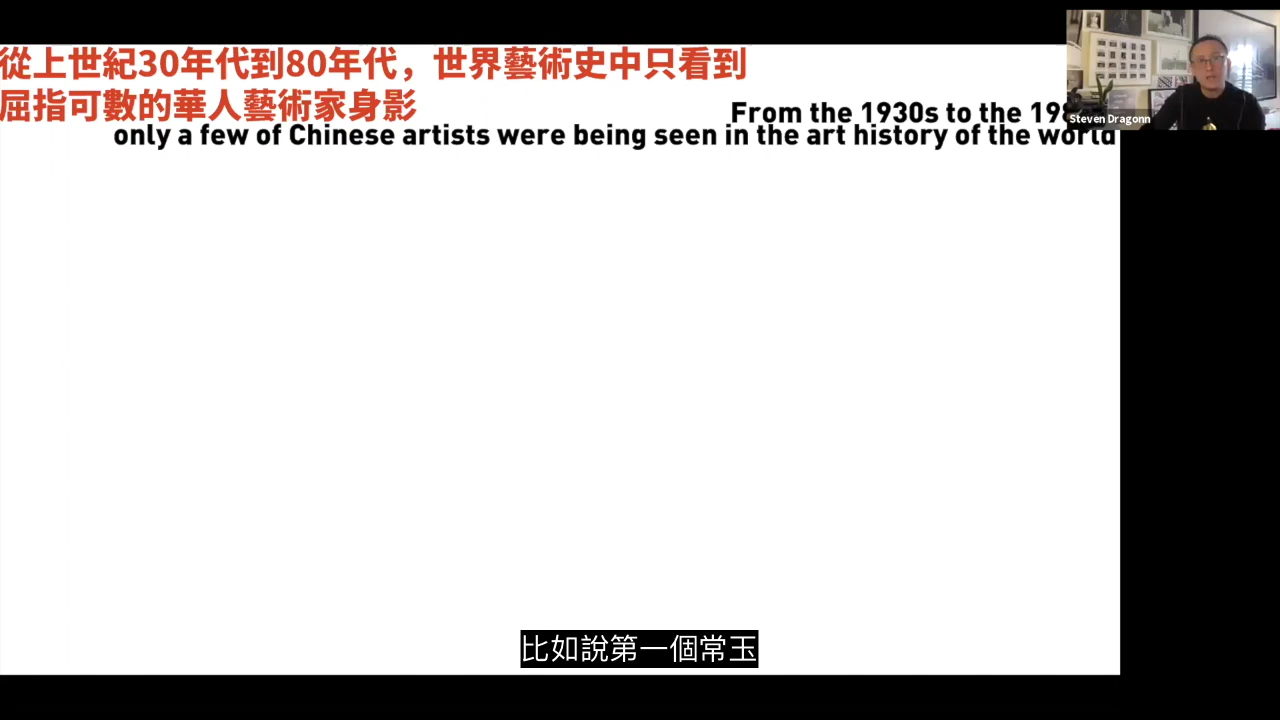 從上世紀30年代到80年代，世界藝術史中只看到
屈指可數的華人藝術家身影
From the 1930s to the
only a few of Chinese artists were being seen in the art history of the world
Steven Dragonn
比如說第一個常玉